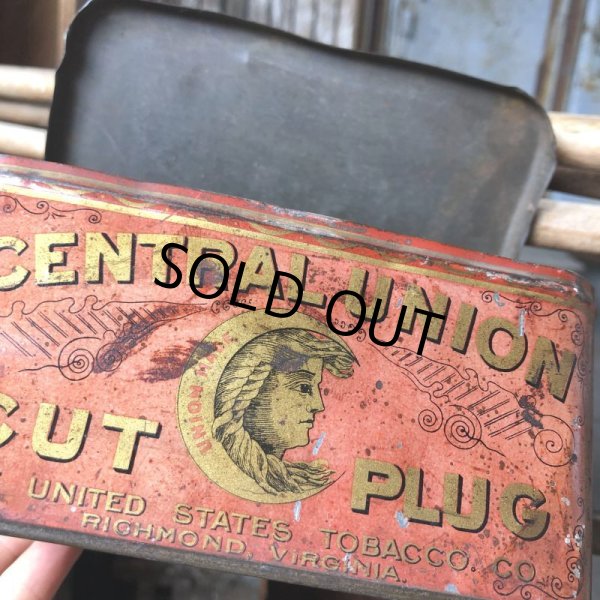 CENTRAL UNION
SOLD OUT
CUT PLUG
UNITED STATES TOBACCO CO.
RICHMOND, VIRGINIA.